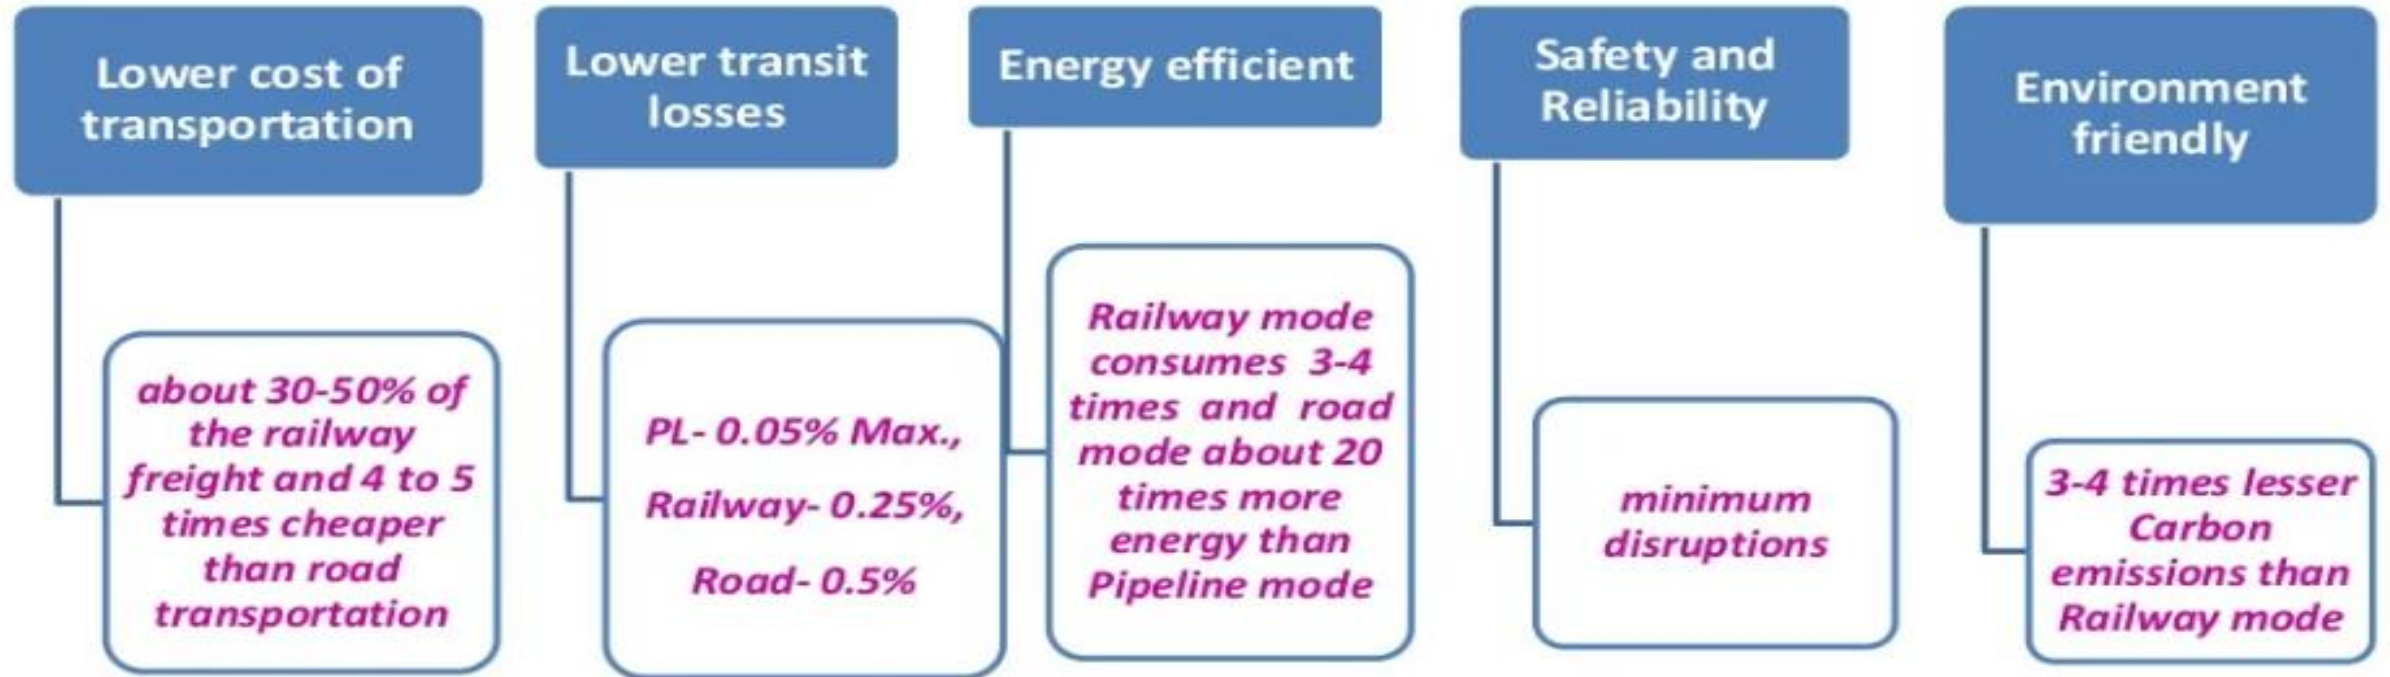 Lower cost of
transportation
about 30-50% of
the railway
freight and 4 to 5
times cheaper
than road
transportation
Lower transit
losses
PL- 0.05% Max.,
Railway- 0.25%,
Road- 0.5%
Energy efficient
Railway mode
consumes 3-4
times and road
mode about 20
times more
energy than
Pipeline mode
Safety and
Reliability
minimum
disruptions
Environment
friendly
3-4 times lesser
Carbon
emissions than
Railway mode